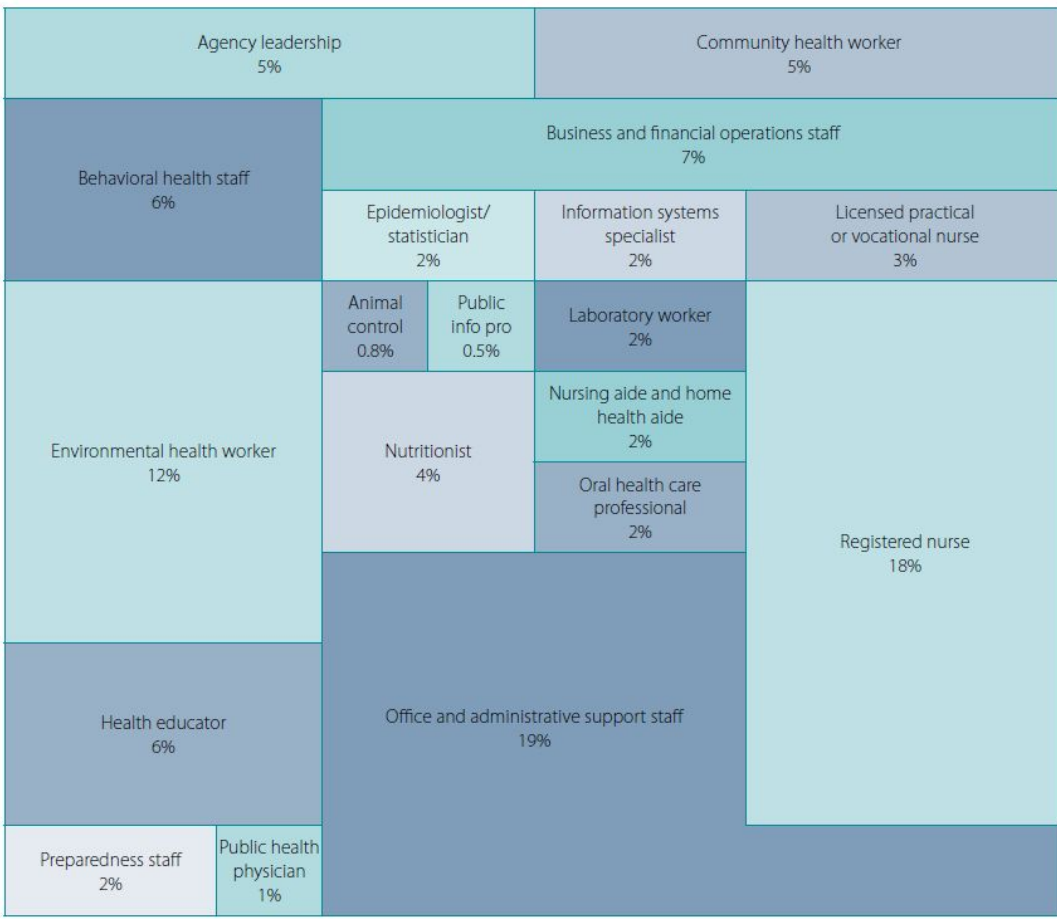 Agency leadership
5%
Community health worker
5%
Behavioral health staff
6%
Business and financial operations staff
7%
Epidemiologist/
statistician
2%
Information systems
specialist
2%
Licensed practical
or vocational nurse
3%
Environmental health worker
12%
Animal
control
0.8%
Public
info pro
0.5%
Laboratory worker
2%
Nutritionist
4%
Nursing aide and home
health aide
2%
Oral health care
professional
2%
Registered nurse
18%
Health educator
6%
Office and administrative support staff
19%
Preparedness staff
2%
Public health
physician
1%